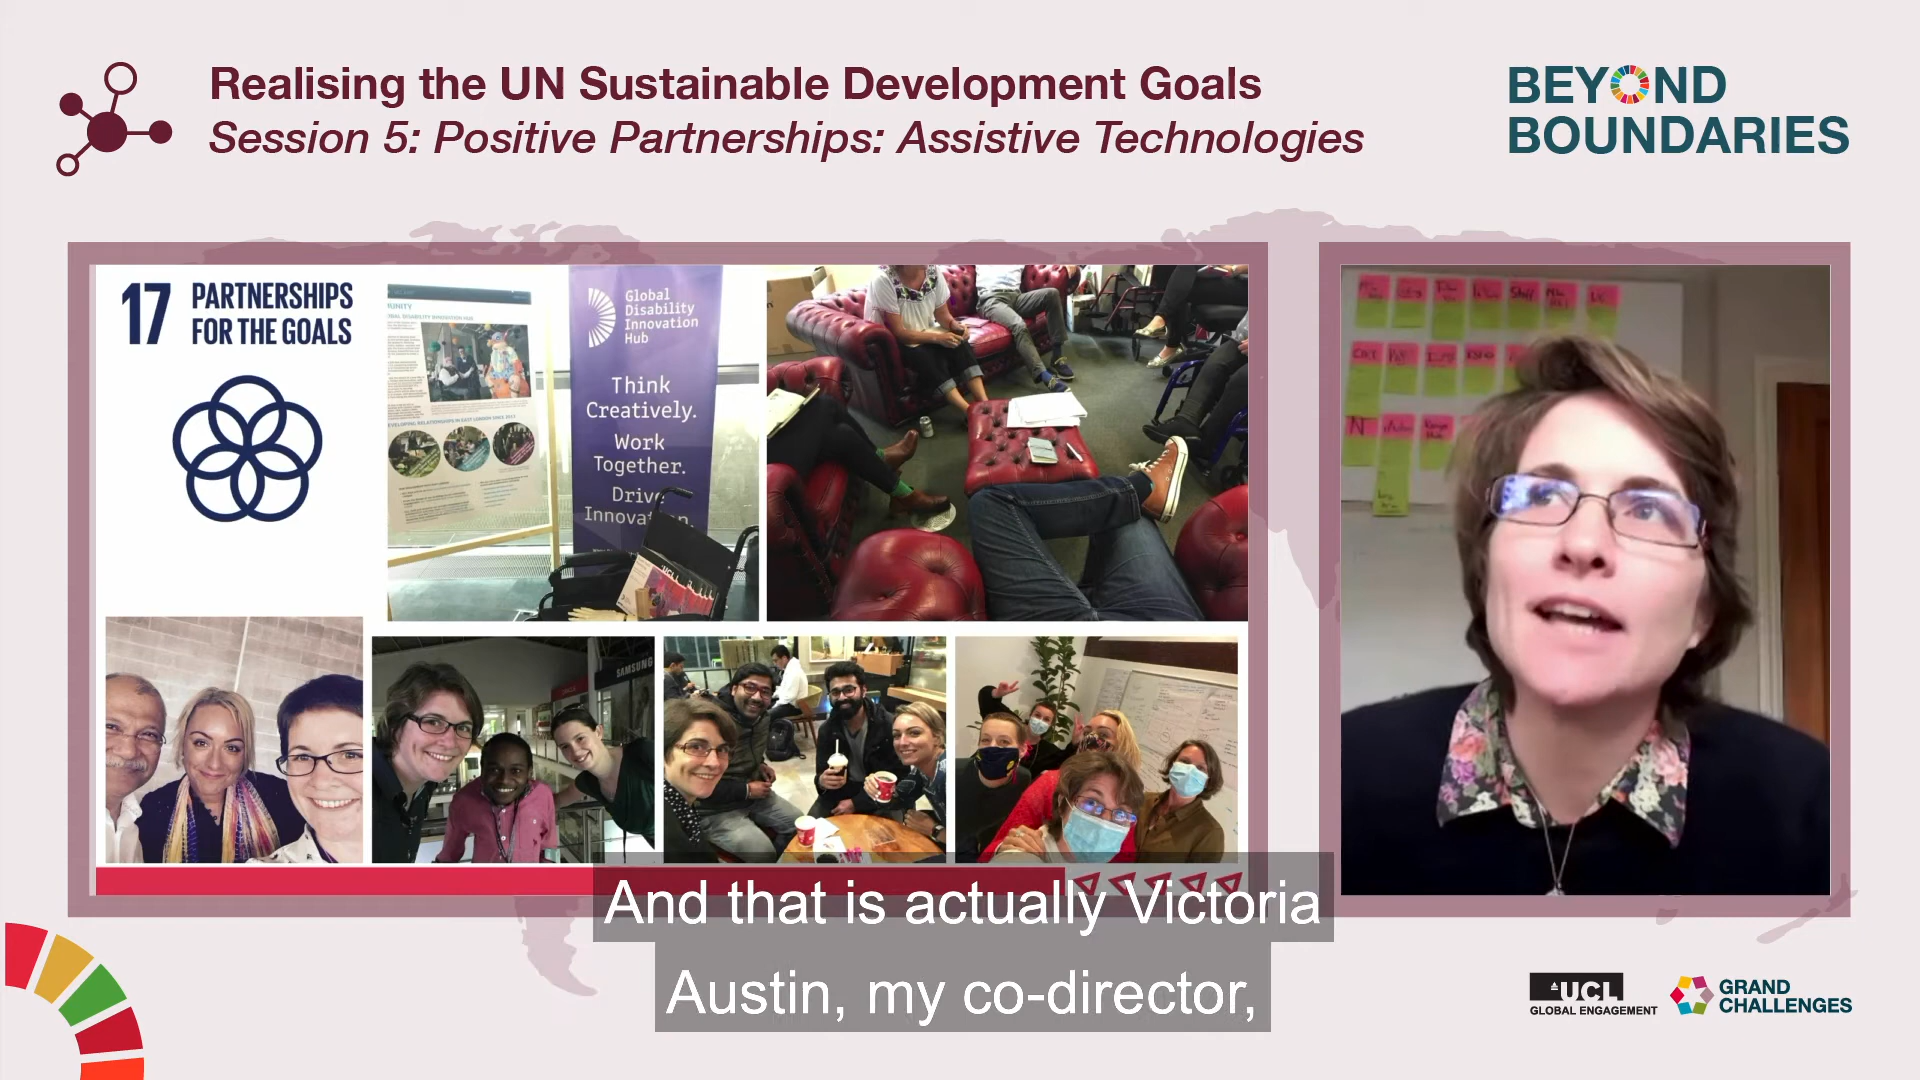 Realising the UN Sustainable Development Goals
Session 5: Positive Partnerships: Assistive Technologies
BEYOND
BOUNDARIES
17 PARTNERSHIPS
FOR THE GOALS
Global
Disability
Innovation
Hub
Think
Creatively.
Work
Together.
Drive
UCL
SAMSUNG
And that is actually Victoria
Austin, my co-director,
UCL
GLOBAL ENGAGEMENT
GRAND
CHALLENGES